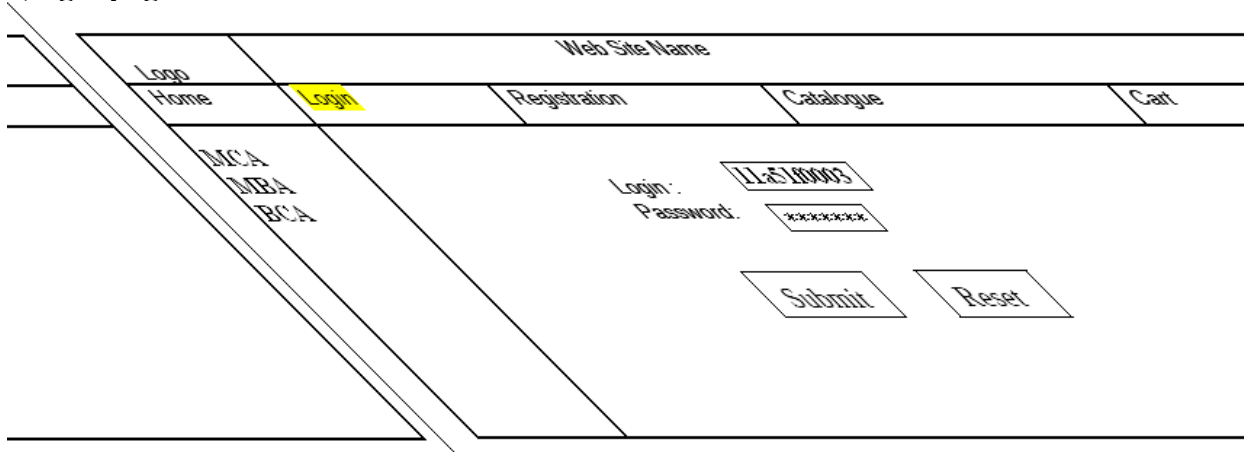 Web Site Name
Logo
Home Login Registration Catalogue Cart
MCA
MBA
BCA
Login :
11a51f0003
Password:
*******
Submit Reset